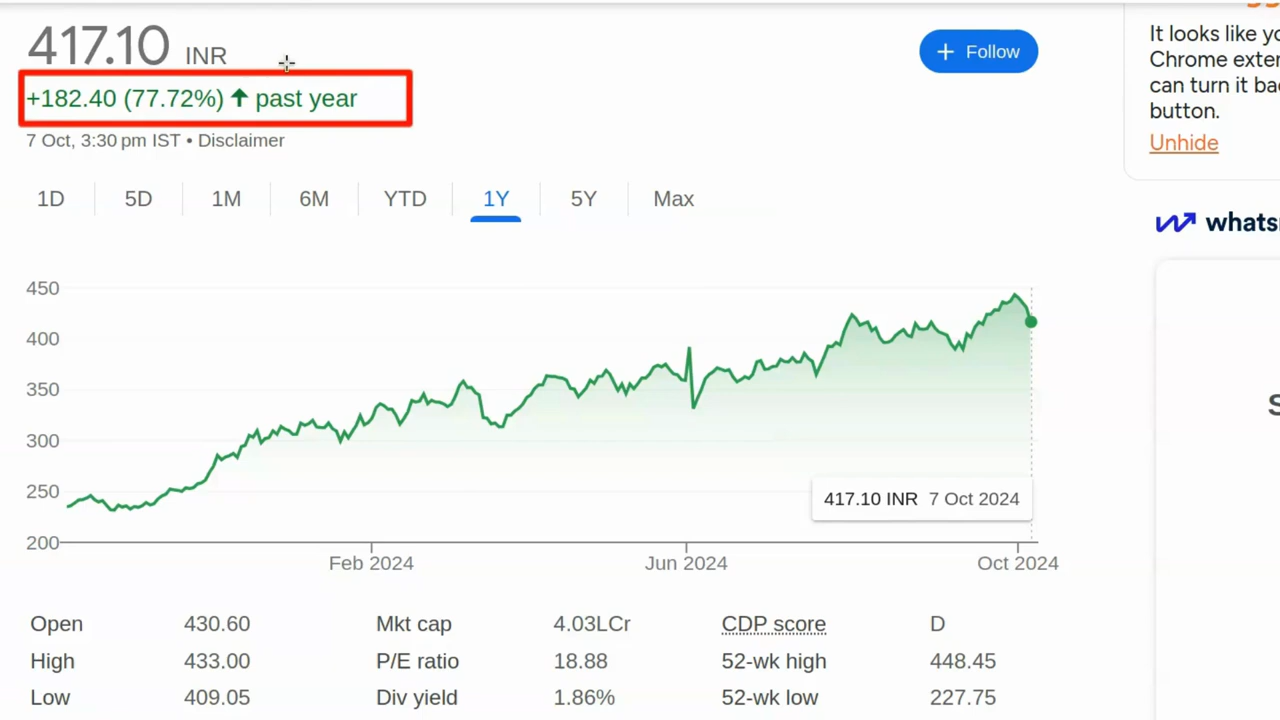 417.10 INR
+ Follow
+182.40 (77.72%) ↑ past year
7 Oct, 3:30 pm IST • Disclaimer
1D 5D 1M 6M YTD 1Y 5Y Max
450
400
350
300
250
200
417.10 INR 7 Oct 2024
Feb 2024 Jun 2024 Oct 2024
Open 430.60 Mkt cap 4.03LCr CDP score D
High 433.00 P/E ratio 18.88 52-wk high 448.45
Low 409.05 Div yield 1.86% 52-wk low 227.75
It looks like yo
Chrome exter
can turn it ba
button.
Unhide
whats
S